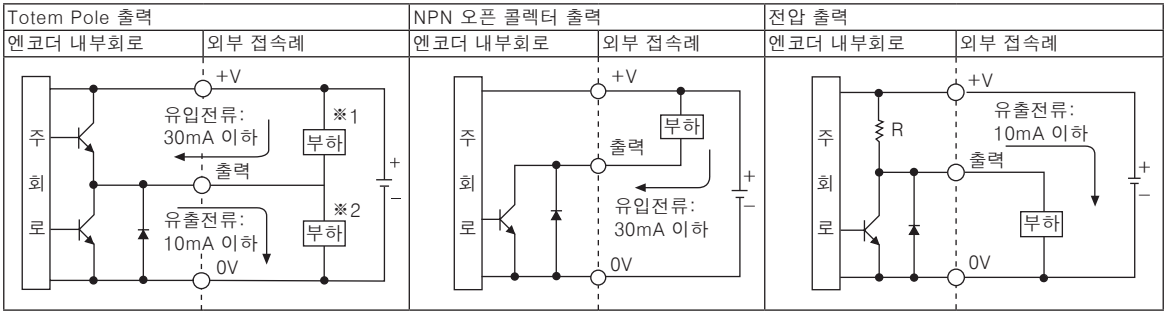 Totem Pole 출력
엔코더 내부회로
외부 접속례
주
회
로
+V
유입전류:
30mA 이하
※1
부하
출력
유출전류:
10mA 이하
※2
부하
0V
+
−
NPN 오픈 콜렉터 출력
엔코더 내부회로
외부 접속례
주
회
로
+V
부하
출력
유입전류:
30mA 이하
0V
+
−
전압 출력
엔코더 내부회로
외부 접속례
주
회
로
+V
R
유출전류:
10mA 이하
출력
부하
0V
+
−